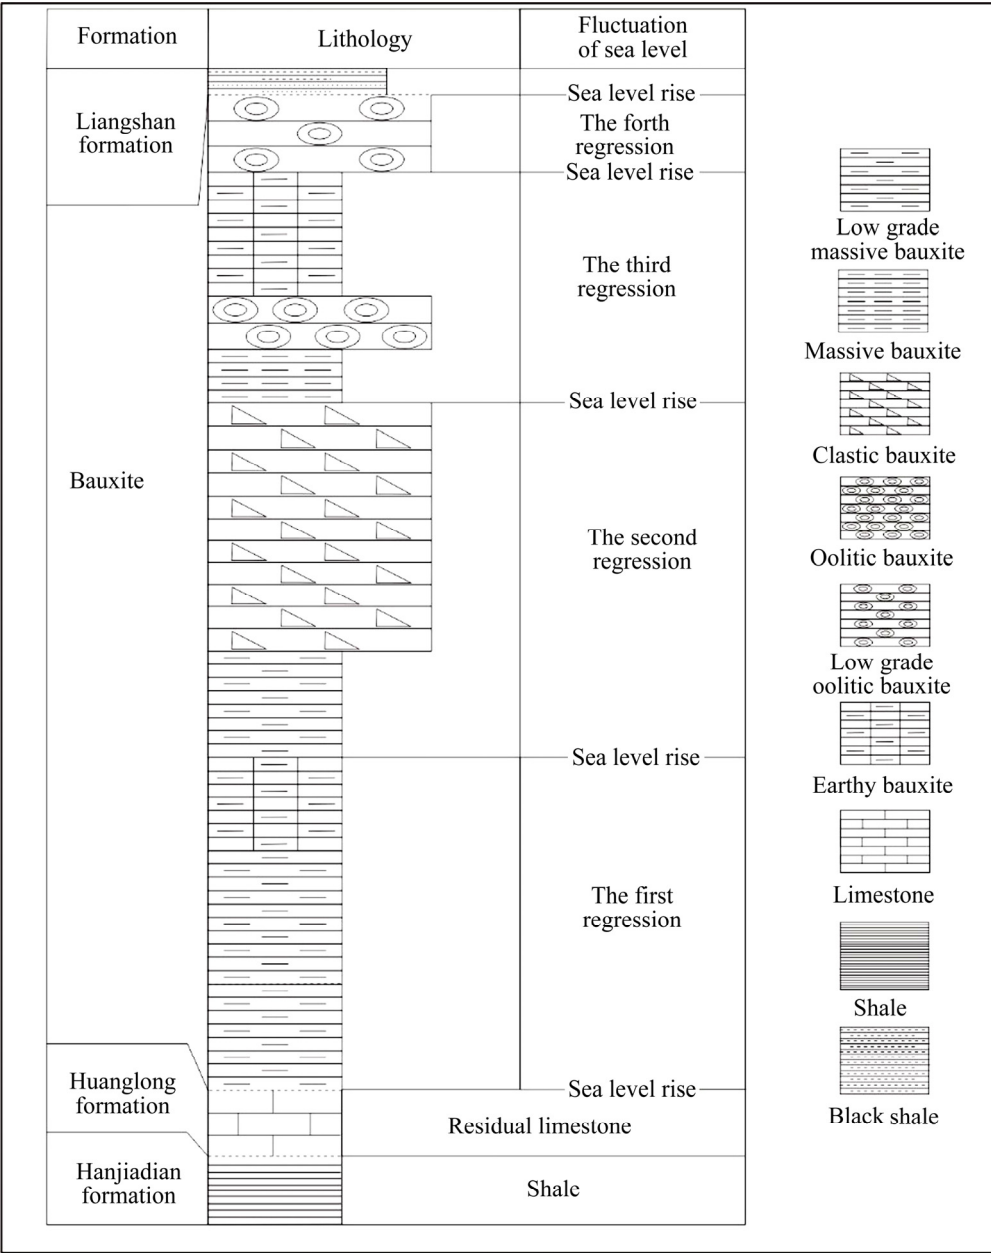 Formation
Lithology
Fluctuation
of sea level
Liangshan
formation
Bauxite
Huanglong
formation
Hanjiadian
formation
Sea level rise
The forth
regression
Sea level rise
The third
regression
Sea level rise
The second
regression
Sea level rise
The first
regression
Sea level rise
Residual limestone
Shale
Low grade
massive bauxite
Massive bauxite
Clastic bauxite
Oolitic bauxite
Low grade
oolitic bauxite
Earthy bauxite
Limestone
Shale
Black shale